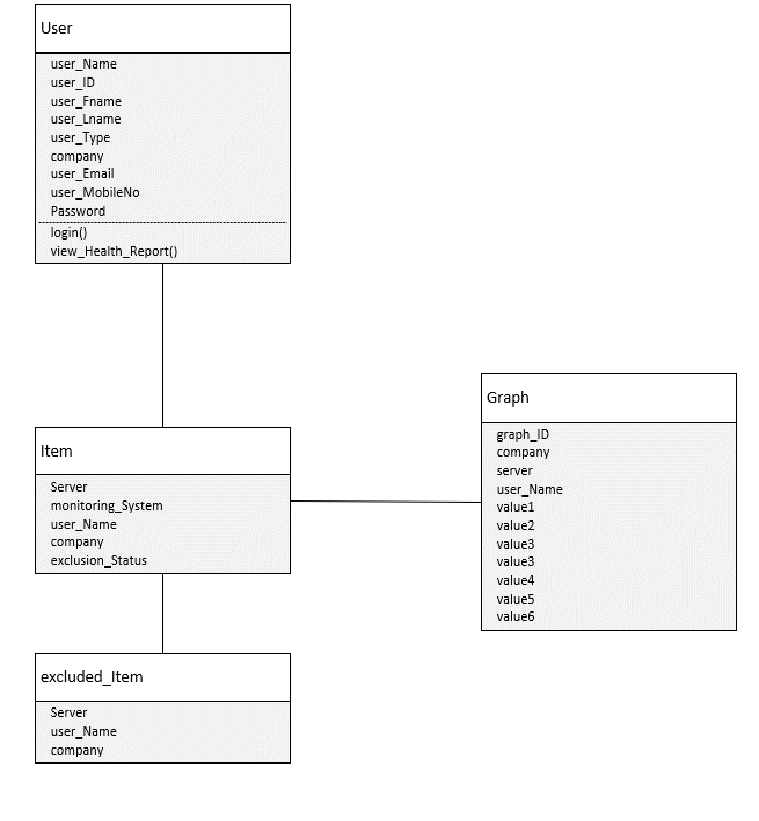 User
user_Name
user_ID
user_Fname
user_Lname
user_Type
company
user_Email
user_MobileNo
Password
login()
view_Health_Report()
Item
Server
monitoring_System
user_Name
company
exclusion_Status
Graph
graph_ID
company
server
user_Name
value1
value2
value3
value3
value4
value5
value6
excluded_Item
Server
user_Name
company